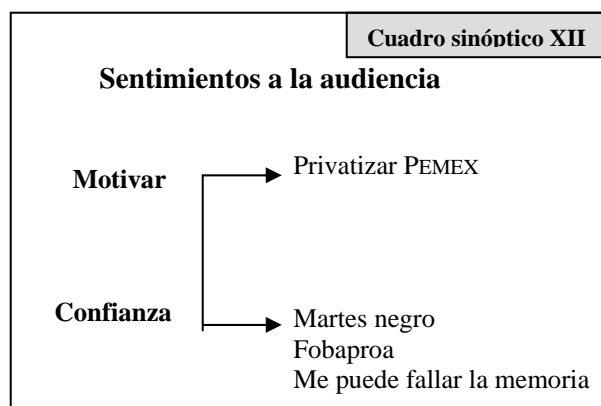 Cuadro sinóptico XII
Sentimientos a la audiencia
Motivar
Privatizar PEMEX
Confianza
Martes negro
Fobaproa
Me puede fallar la memoria